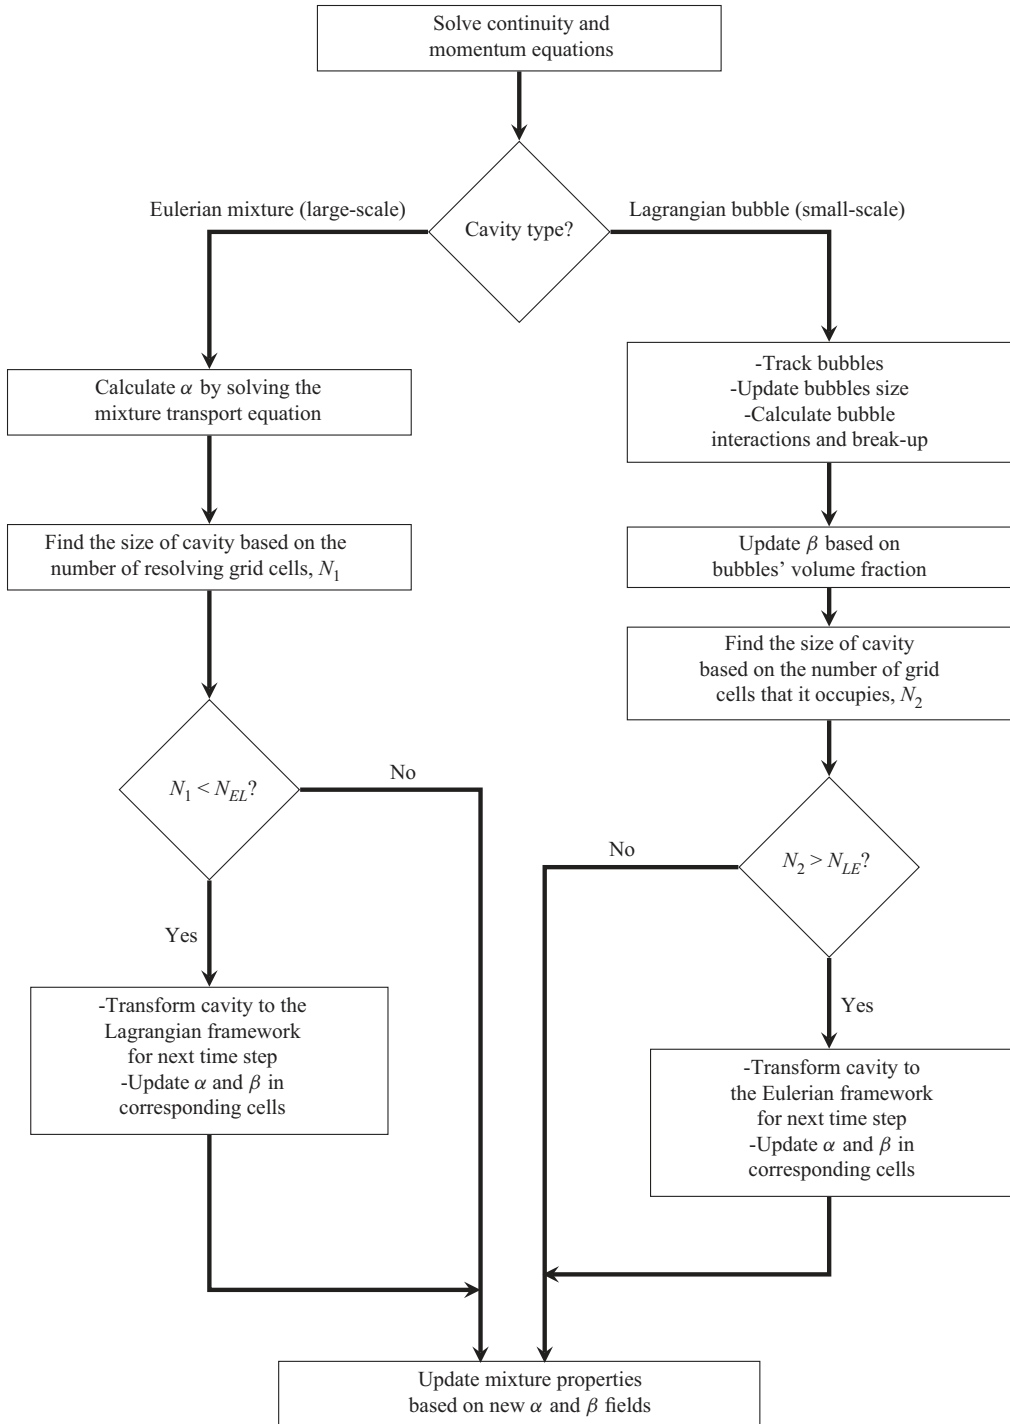 Solve continuity and
momentum equations
Eulerian mixture (large-scale)
Lagrangian bubble (small-scale)
Cavity type?
Calculate α by solving the
mixture transport equation
Find the size of cavity based on the
number of resolving grid cells, N₁
N₁ < N_EL?
No
Yes
-Transform cavity to the
Lagrangian framework
for next time step
-Update α and β in
corresponding cells
-Track bubbles
-Update bubbles size
-Calculate bubble
interactions and break-up
Update β based on
bubbles’ volume fraction
Find the size of cavity
based on the number of grid
cells that it occupies, N₂
N₂ > N_LE?
No
Yes
-Transform cavity to
the Eulerian framework
for next time step
-Update α and β in
corresponding cells
Update mixture properties
based on new α and β fields